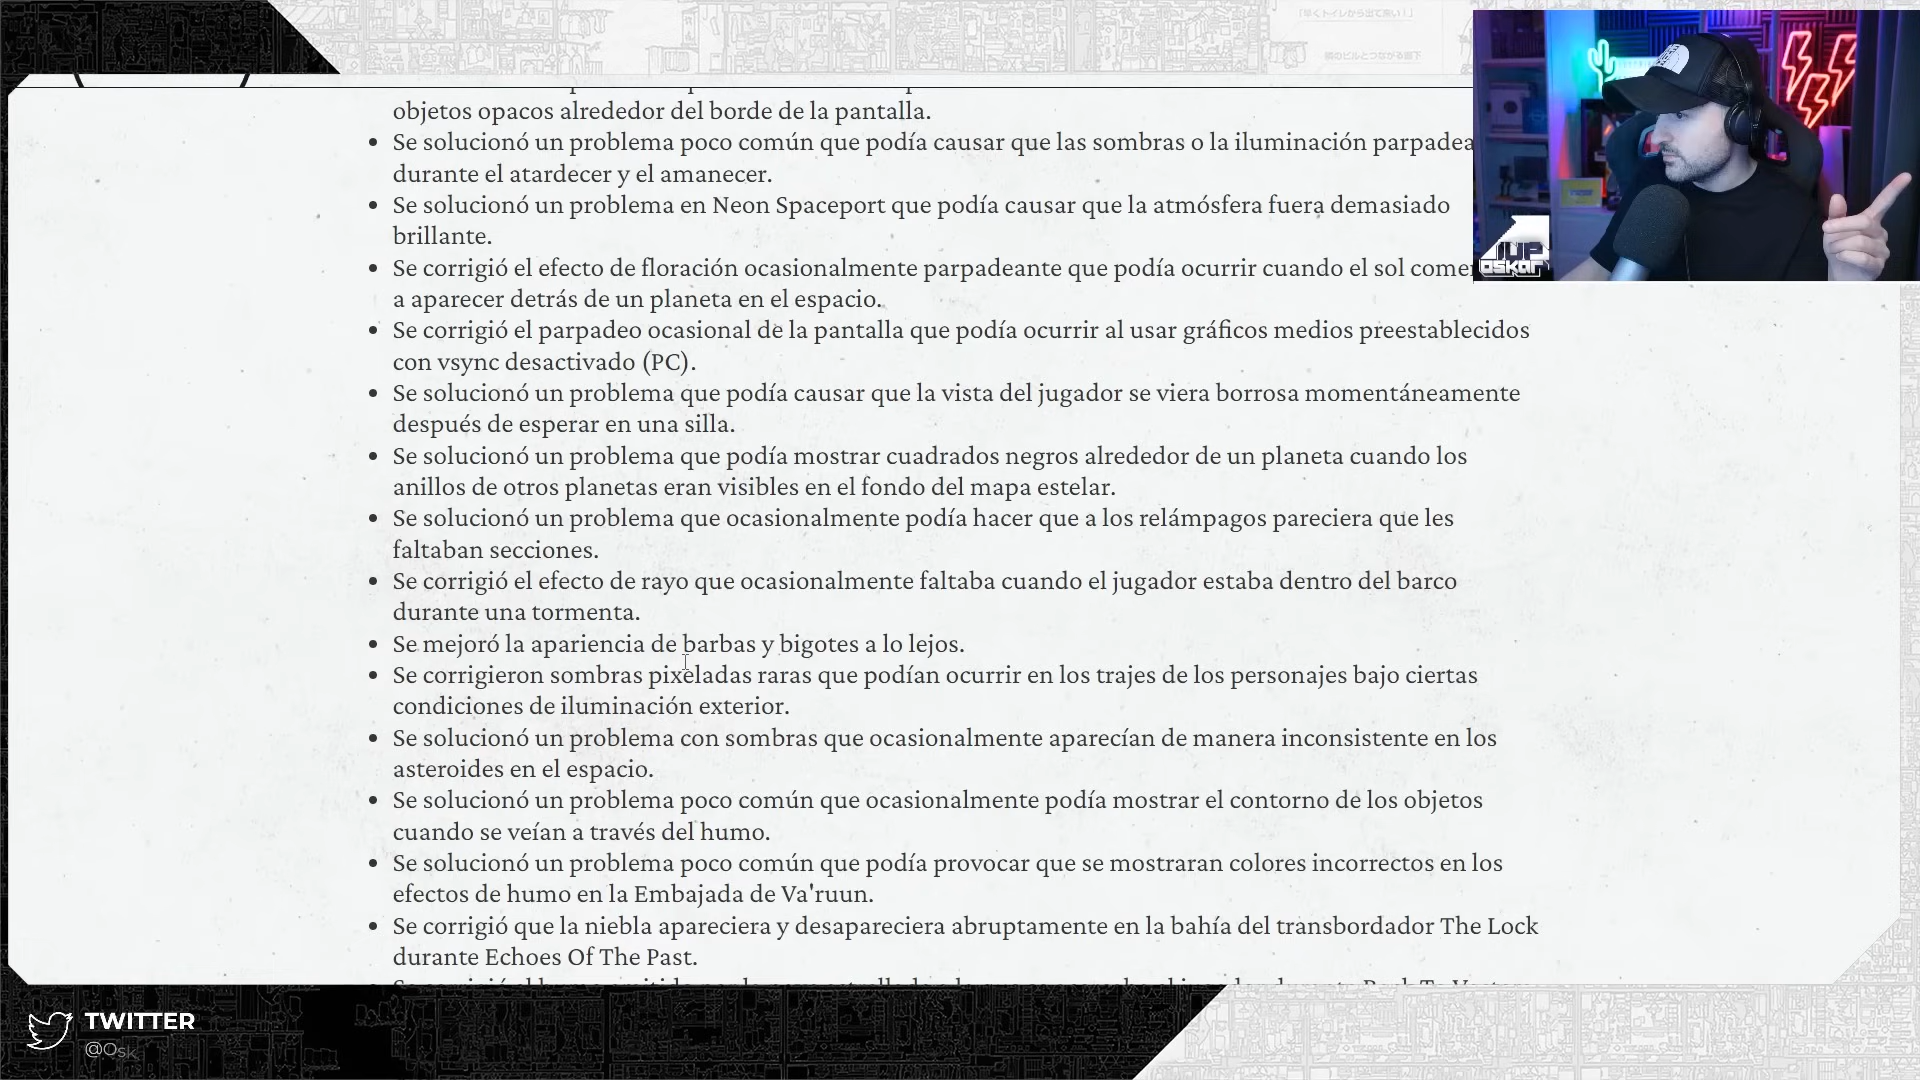 objetos opacos alrededor del borde de la pantalla.
Se solucionó un problema poco común que podía causar que las sombras o la iluminación parpadea
durante el atardecer y el amanecer.
Se solucionó un problema en Neon Spaceport que podía causar que la atmósfera fuera demasiado
brillante.
Se corrigió el efecto de floración ocasionalmente parpadeante que podía ocurrir cuando el sol
a aparecer detrás de un planeta en el espacio.
Se corrigió el parpadeo ocasional de la pantalla que podía ocurrir al usar gráficos medios preestablecidos
con vsync desactivado (PC).
Se solucionó un problema que podía causar que la vista del jugador se viera borrosa momentáneamente
después de esperar en una silla.
Se solucionó un problema que podía mostrar cuadrados negros alrededor de un planeta cuando los
anillos de otros planetas eran visibles en el fondo del mapa estelar.
Se solucionó un problema que ocasionalmente podía hacer que a los relámpagos pareciera que les
faltaban secciones.
Se corrigió el efecto de rayo que ocasionalmente faltaba cuando el jugador estaba dentro del barco
durante una tormenta.
Se mejoró la apariencia de barbas y bigotes a lo lejos.
Se corrigieron sombras pixeladas raras que podían ocurrir en los trajes de los personajes bajo ciertas
condiciones de iluminación exterior.
Se solucionó un problema con sombras que ocasionalmente aparecían de manera inconsistente en los
asteroides en el espacio.
Se solucionó un problema poco común que ocasionalmente podía mostrar el contorno de los objetos
cuando se veían a través del humo.
Se solucionó un problema poco común que podía provocar que se mostraran colores incorrectos en los
efectos de humo en la Embajada de Va'ruun.
Se corrigió que la niebla apareciera y desapareciera abruptamente en la bahía del transbordador The Lock
durante Echoes Of The Past.
TWITTER
@Osk